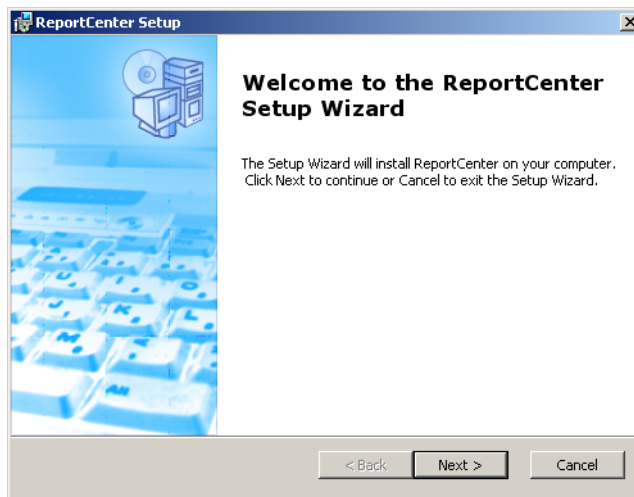 ReportCenter Setup
Welcome to the ReportCenter
Setup Wizard
The Setup Wizard will install ReportCenter on your computer.
Click Next to continue or Cancel to exit the Setup Wizard.
U
I
O
J
K
L
M
Alt
< Back Next > Cancel